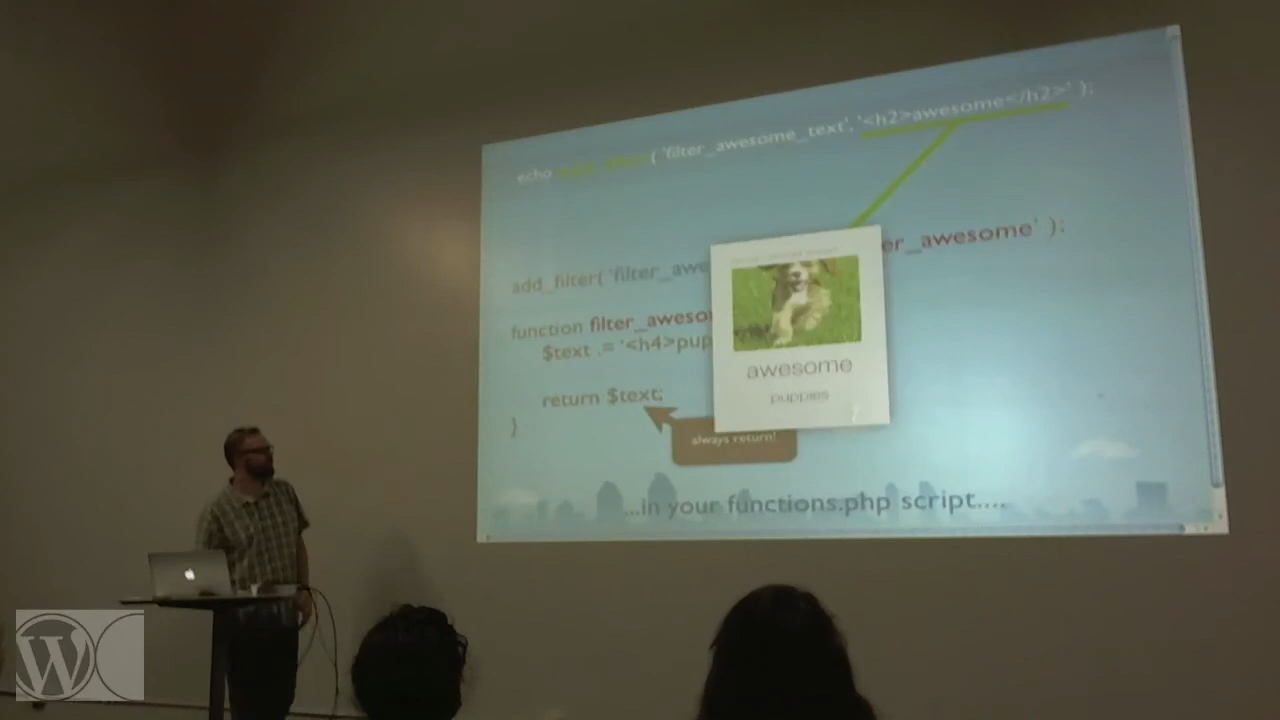 echo apply_filters( 'filter_awesome_text', '<h2>awesome</h2>' );
add_filter( 'filter_awe er_awesome' );
function filter_aweso
$text .= '<h4>pup
return $text;
}
awesome
puppies
always return!
...in your functions.php script....
W